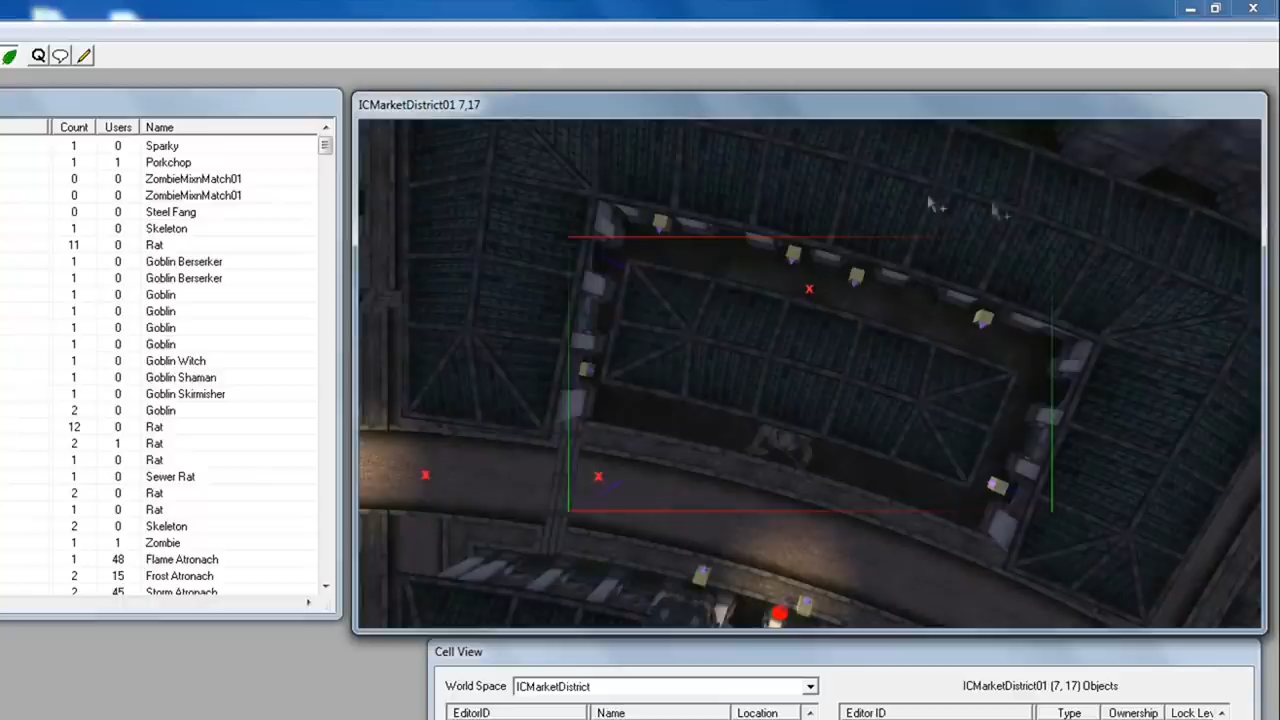 Q
ICMarketDistrict01 7,17
Count Users Name
1 0 Sparky
1 1 Porkchop
0 0 ZombieMixnMatch01
0 0 ZombieMixnMatch01
0 0 Steel Fang
1 0 Skeleton
11 0 Rat
1 0 Goblin Berserker
1 0 Goblin Berserker
1 0 Goblin
1 0 Goblin
1 0 Goblin
1 0 Goblin
1 0 Goblin Witch
1 0 Goblin Shaman
1 0 Goblin Skirmisher
2 0 Goblin
12 0 Rat
2 1 Rat
1 0 Rat
1 0 Sewer Rat
2 0 Rat
1 0 Rat
2 0 Skeleton
1 1 Zombie
1 48 Flame Atronach
2 15 Frost Atronach
2 45 Storm Atronach
x
x x
Cell View
World Space ICMarketDistrict ICMarketDistrict01 (7, 17) Objects
EditorID Name Location Editor ID Type Ownership Lock Lev